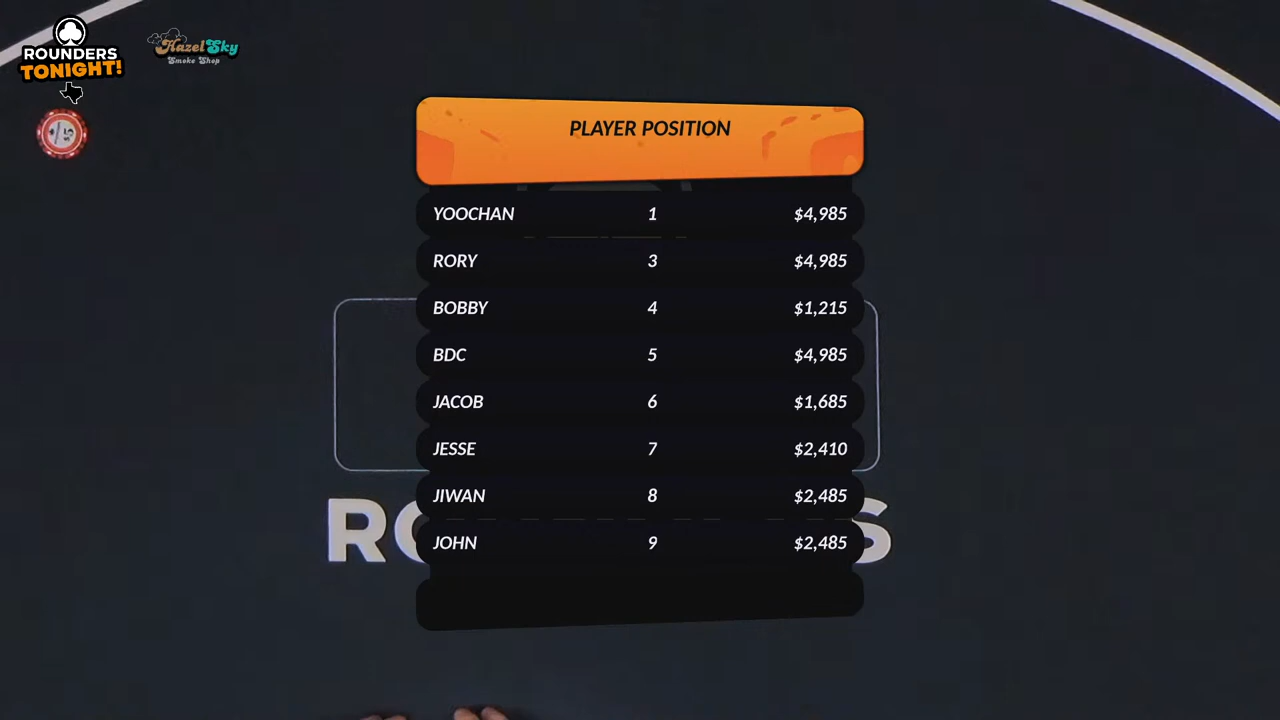 ROUNDERS
TONIGHT!
HazelSky
Smoke Shop
$5
PLAYER POSITION
YOOCHAN 1 $4,985
RORY 3 $4,985
BOBBY 4 $1,215
BDC 5 $4,985
JACOB 6 $1,685
JESSE 7 $2,410
JIWAN 8 $2,485
JOHN 9 $2,485